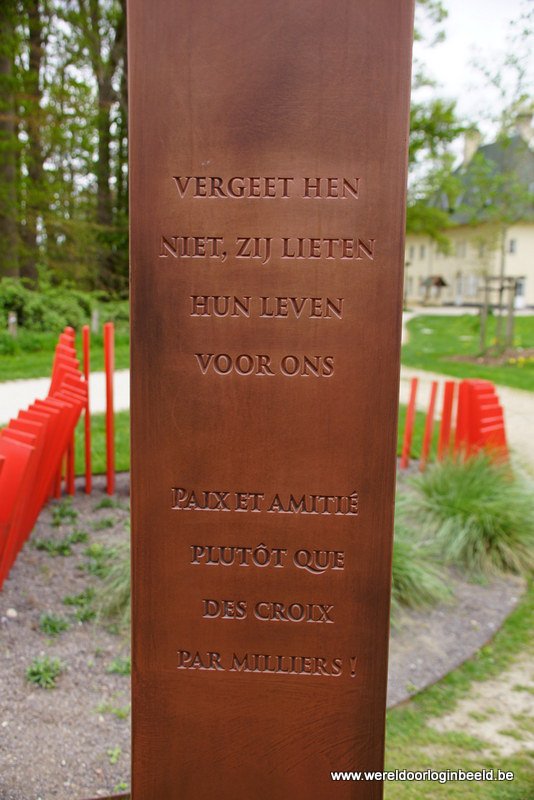 VERGEET HEN
NIET, ZIJ LIETEN
HUN LEVEN
VOOR ONS
PAIX ET AMITIÉ
PLUTÔT QUE
DES CROIX
PAR MILLIERS !
www.wereldoorloginbeeld.be